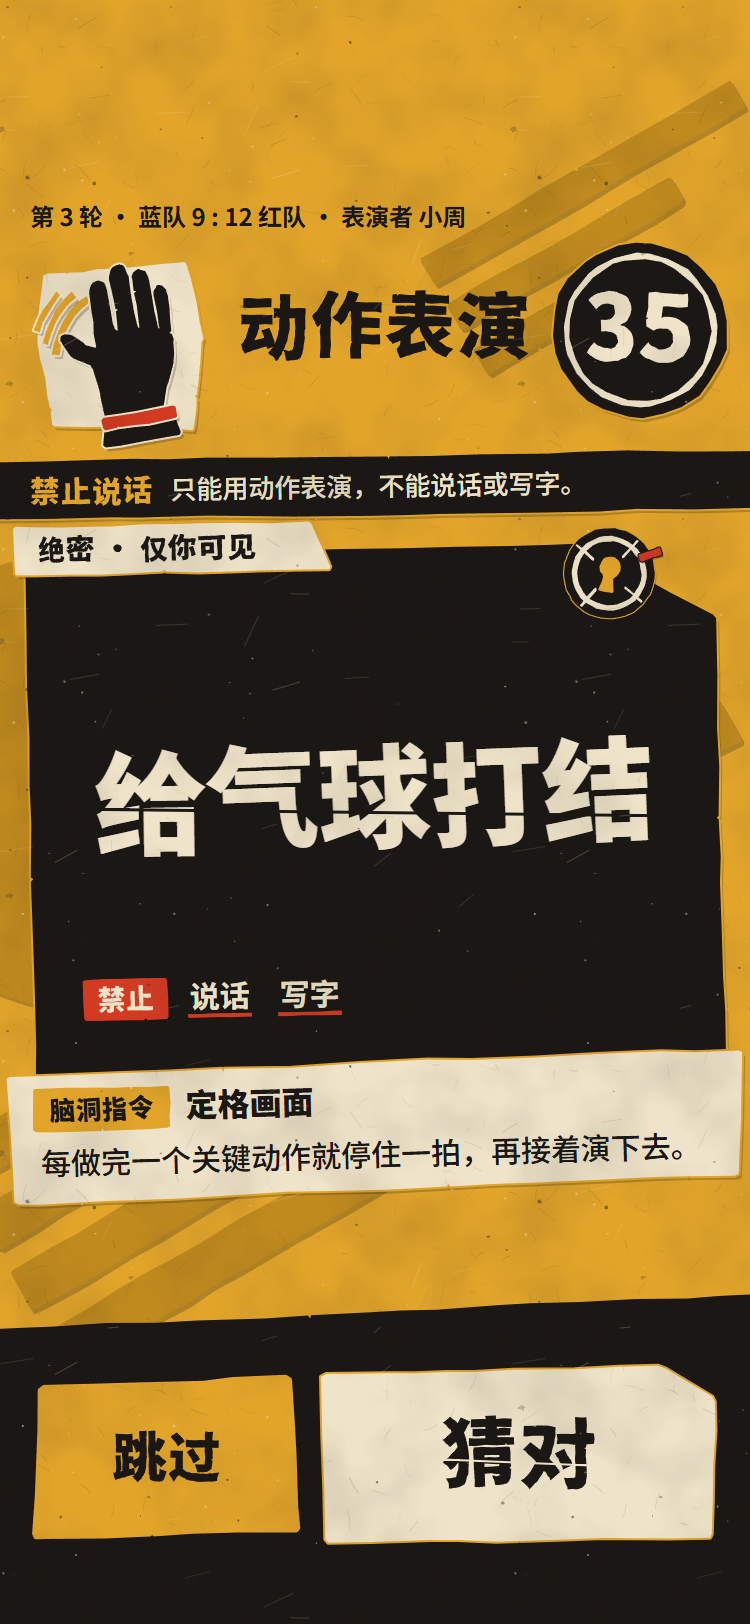 第 3 轮 · 蓝队 9 : 12 红队 · 表演者 小周
动作表演
35
禁止说话 只能用动作表演，不能说话或写字。
绝密 · 仅你可见
给气球打结
禁止 说话 写字
脑洞指令 定格画面
每做完一个关键动作就停住一拍，再接着演下去。
跳过
猜对